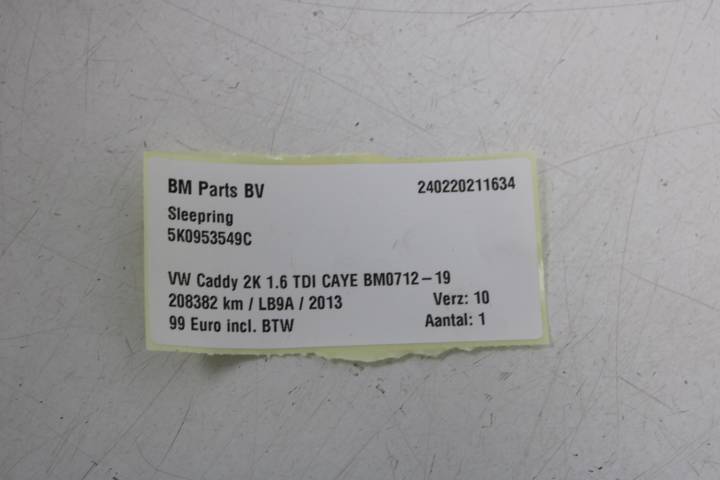 BM Parts BV 240220211634
Sleepring
5K0953549C
VW Caddy 2K 1.6 TDI CAYE BM0712-19
208382 km / LB9A / 2013 Verz: 10
99 Euro incl. BTW Aantal: 1